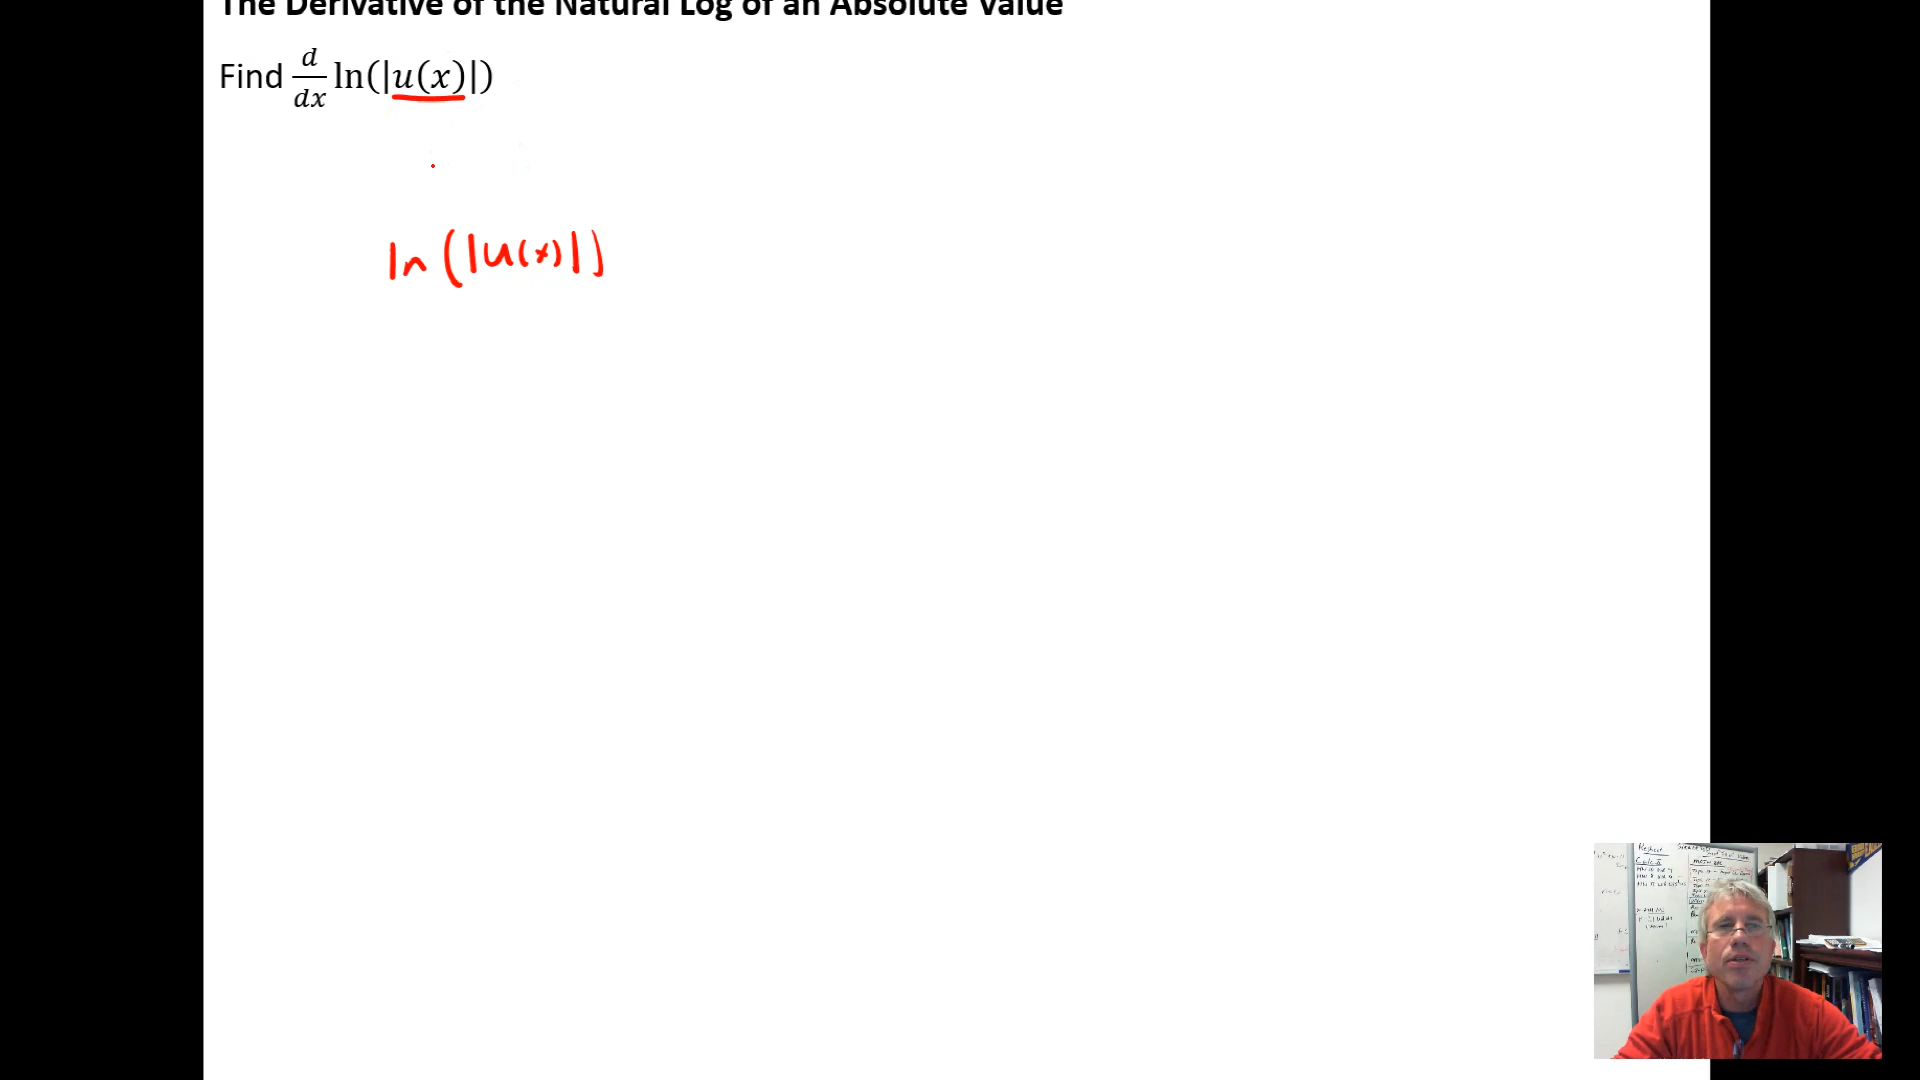 The Derivative of the Natural Log of an Absolute Value
Find d/dx ln(|u(x)|)
ln(|u(x)|)